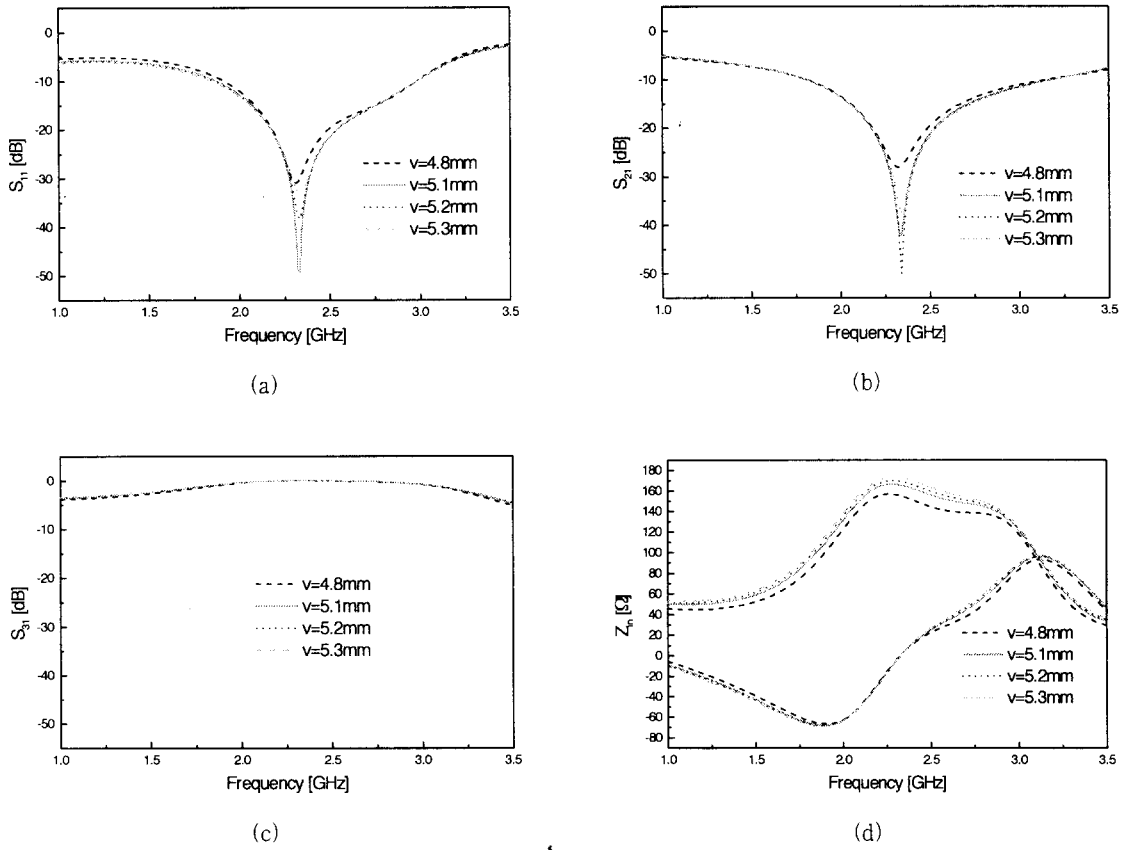 0
-10
-20
-30
-40
-50
S11 [dB]
v=4.8mm
v=5.1mm
v=5.2mm
v=5.3mm
1.0 1.5 2.0 2.5 3.0 3.5
Frequency [GHz]
(a)
0
-10
-20
-30
-40
-50
S21 [dB]
v=4.8mm
v=5.1mm
v=5.2mm
v=5.3mm
1.0 1.5 2.0 2.5 3.0 3.5
Frequency [GHz]
(b)
0
-10
-20
-30
-40
-50
S31 [dB]
v=4.8mm
v=5.1mm
v=5.2mm
v=5.3mm
1.0 1.5 2.0 2.5 3.0 3.5
Frequency [GHz]
(c)
180
160
140
120
100
80
60
40
20
0
-20
-40
-60
-80
Zin [Ω]
v=4.8mm
v=5.1mm
v=5.2mm
v=5.3mm
1.0 1.5 2.0 2.5 3.0 3.5
Frequency [GHz]
(d)